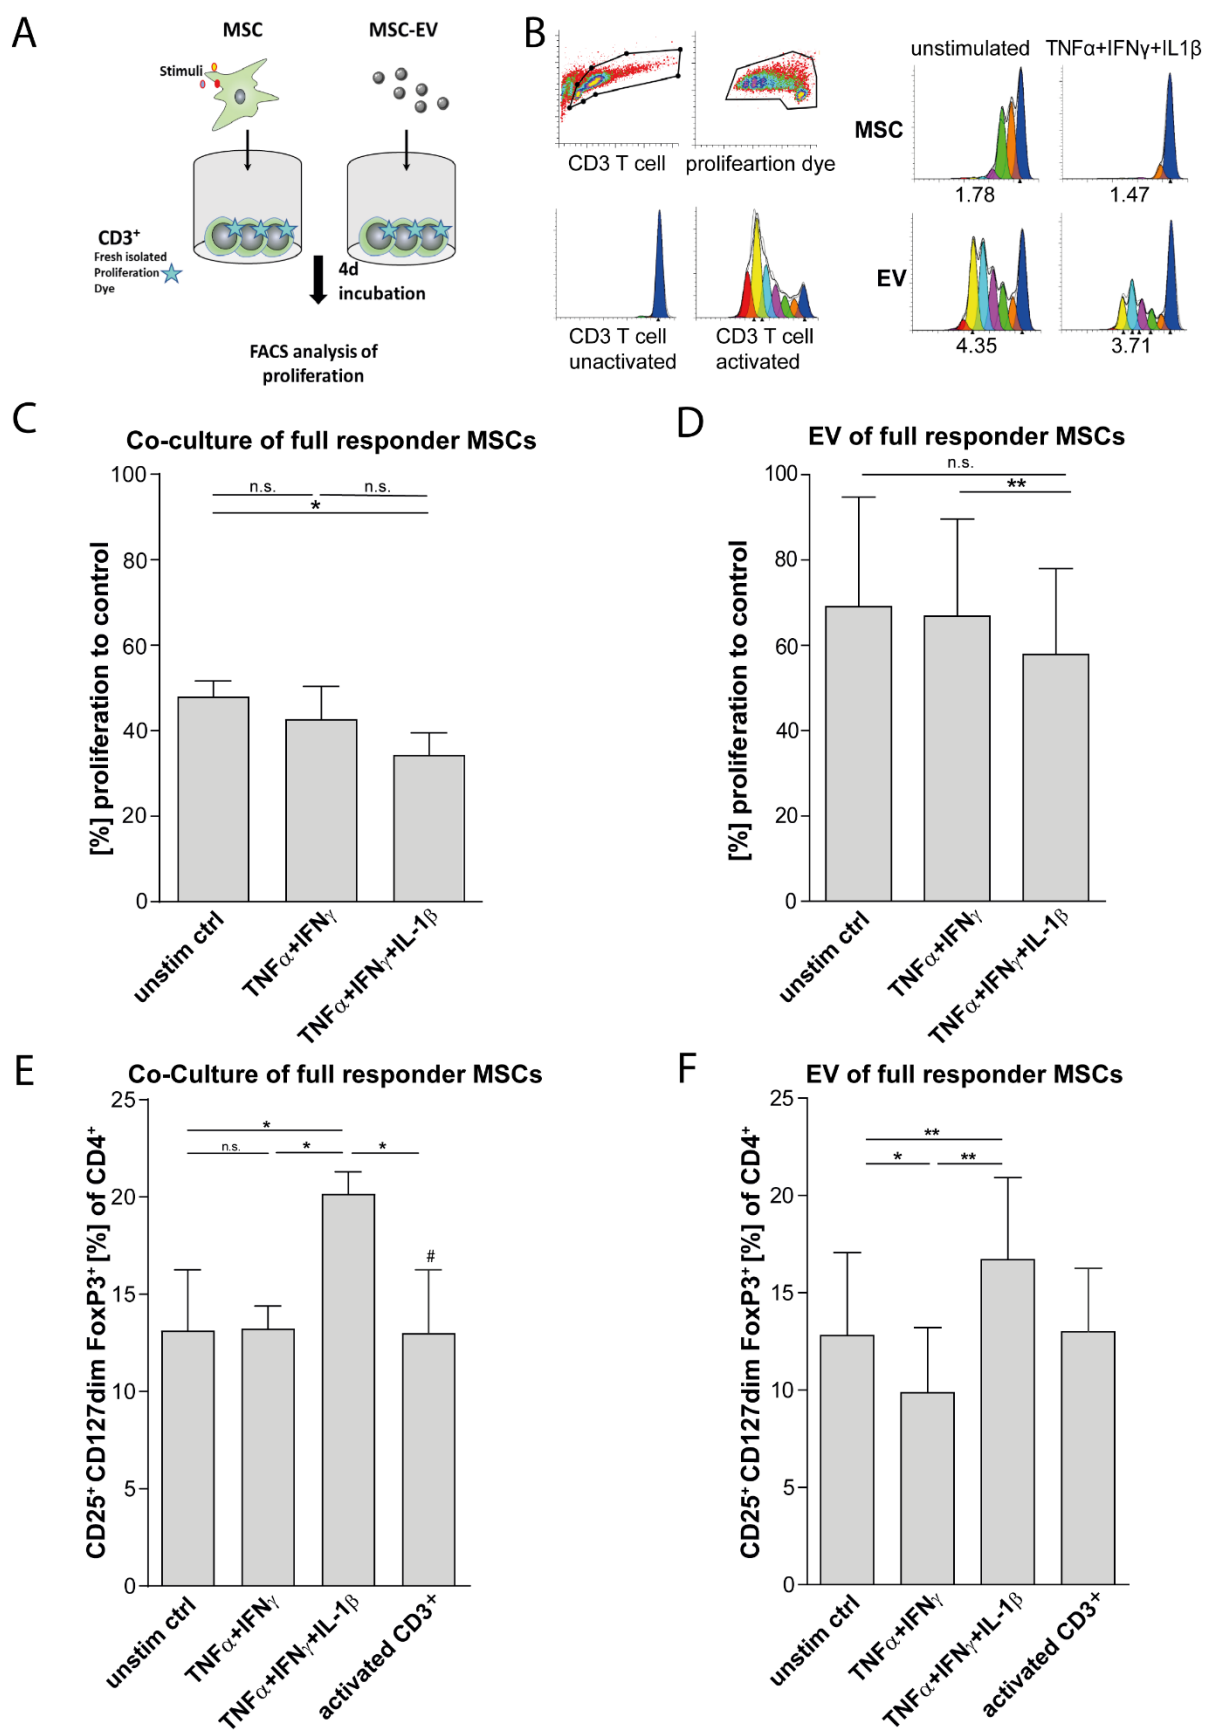 A
MSC
MSC-EV
Stimuli
CD3+
Fresh isolated
Proliferation
Dye
4d
incubation
FACS analysis of
proliferation
B
CD3 T cell
prolifeartion dye
CD3 T cell
unactivated
CD3 T cell
activated
unstimulated
TNFα+IFNγ+IL1β
MSC
1.78
1.47
EV
4.35
3.71
C
Co-culture of full responder MSCs
[%] proliferation to control
100
80
60
40
20
0
n.s.
n.s.
*
unstim ctrl
TNFα+IFNγ
TNFα+IFNγ+IL-1β
D
EV of full responder MSCs
[%] proliferation to control
100
80
60
40
20
0
n.s.
**
unstim ctrl
TNFα+IFNγ
TNFα+IFNγ+IL-1β
E
Co-Culture of full responder MSCs
CD25+ CD127dim FoxP3+ [%] of CD4+
25
20
15
10
5
0
*
n.s.
*
*
#
unstim ctrl
TNFα+IFNγ
TNFα+IFNγ+IL-1β
activated CD3+
F
EV of full responder MSCs
CD25+ CD127dim FoxP3+ [%] of CD4+
25
20
15
10
5
0
**
*
**
unstim ctrl
TNFα+IFNγ
TNFα+IFNγ+IL-1β
activated CD3+